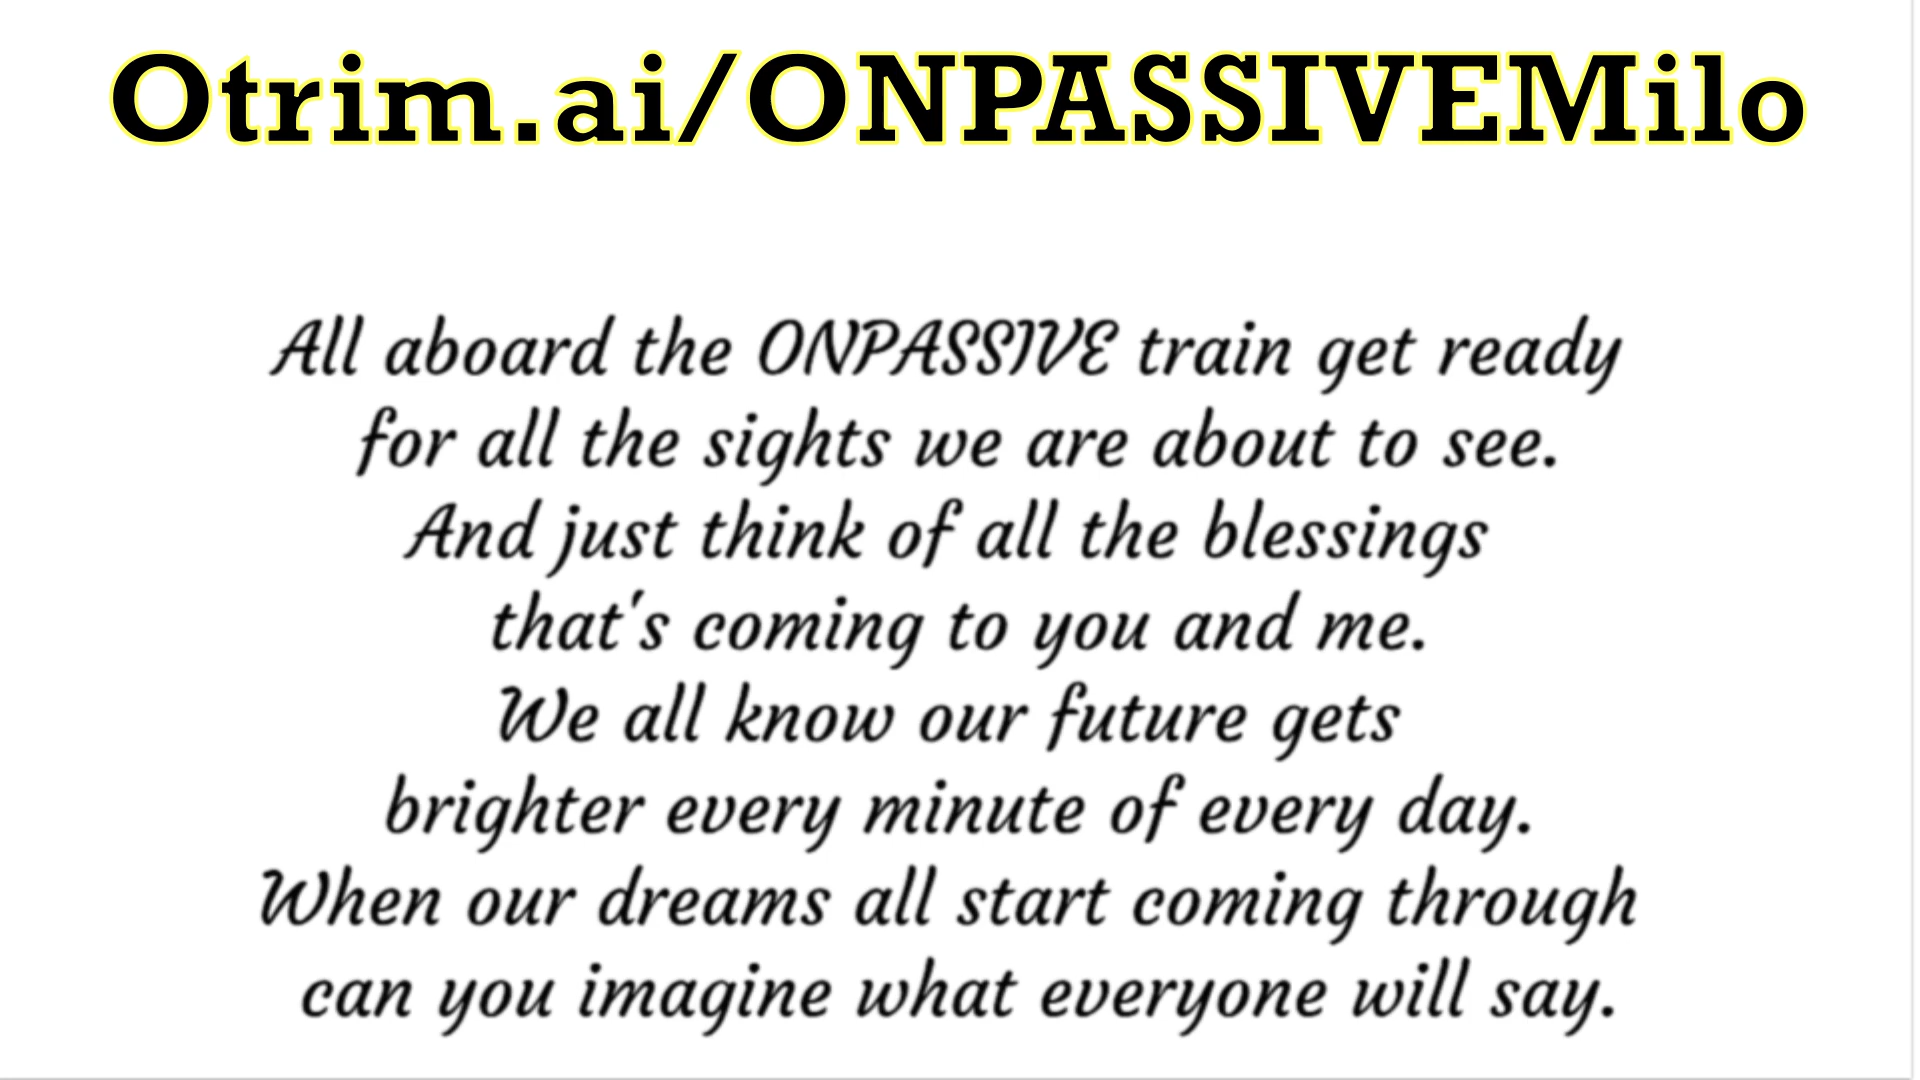 Otrim.ai/ONPASSIVEMilo
All aboard the ONPASSIVE train get ready
for all the sights we are about to see.
And just think of all the blessings
that's coming to you and me.
We all know our future gets
brighter every minute of every day.
When our dreams all start coming through
can you imagine what everyone will say.